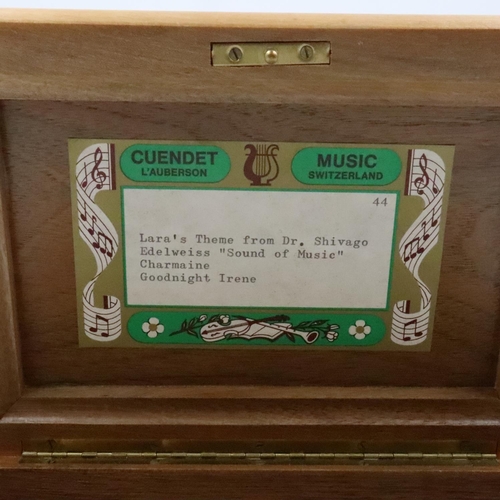 CUENDET
L'AUBERSON
MUSIC
SWITZERLAND
44
Lara's Theme from Dr. Shivago
Edelweiss "Sound of Music"
Charmaine
Goodnight Irene